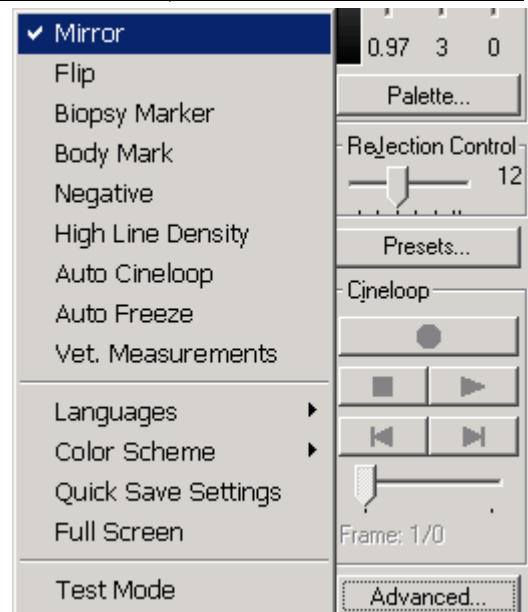 Mirror
Flip
Biopsy Marker
Body Mark
Negative
High Line Density
Auto Cineloop
Auto Freeze
Vet. Measurements
Languages
Color Scheme
Quick Save Settings
Full Screen
Test Mode
0.97 3 0
Palette...
ReJection Control
12
Presets...
Cineloop
Frame: 1/0
Advanced...